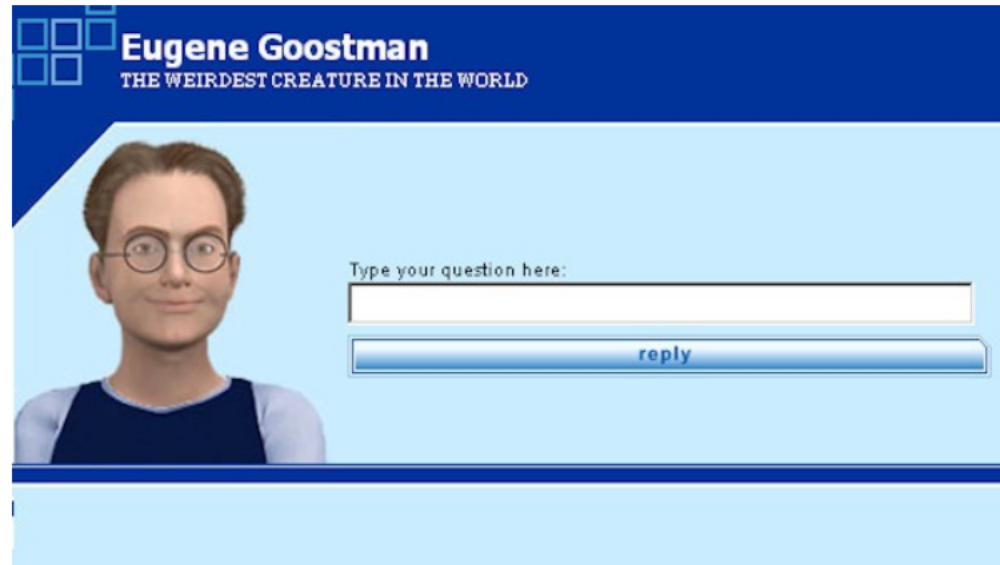 Eugene Goostman
THE WEIRDEST CREATURE IN THE WORLD
Type your question here:
reply